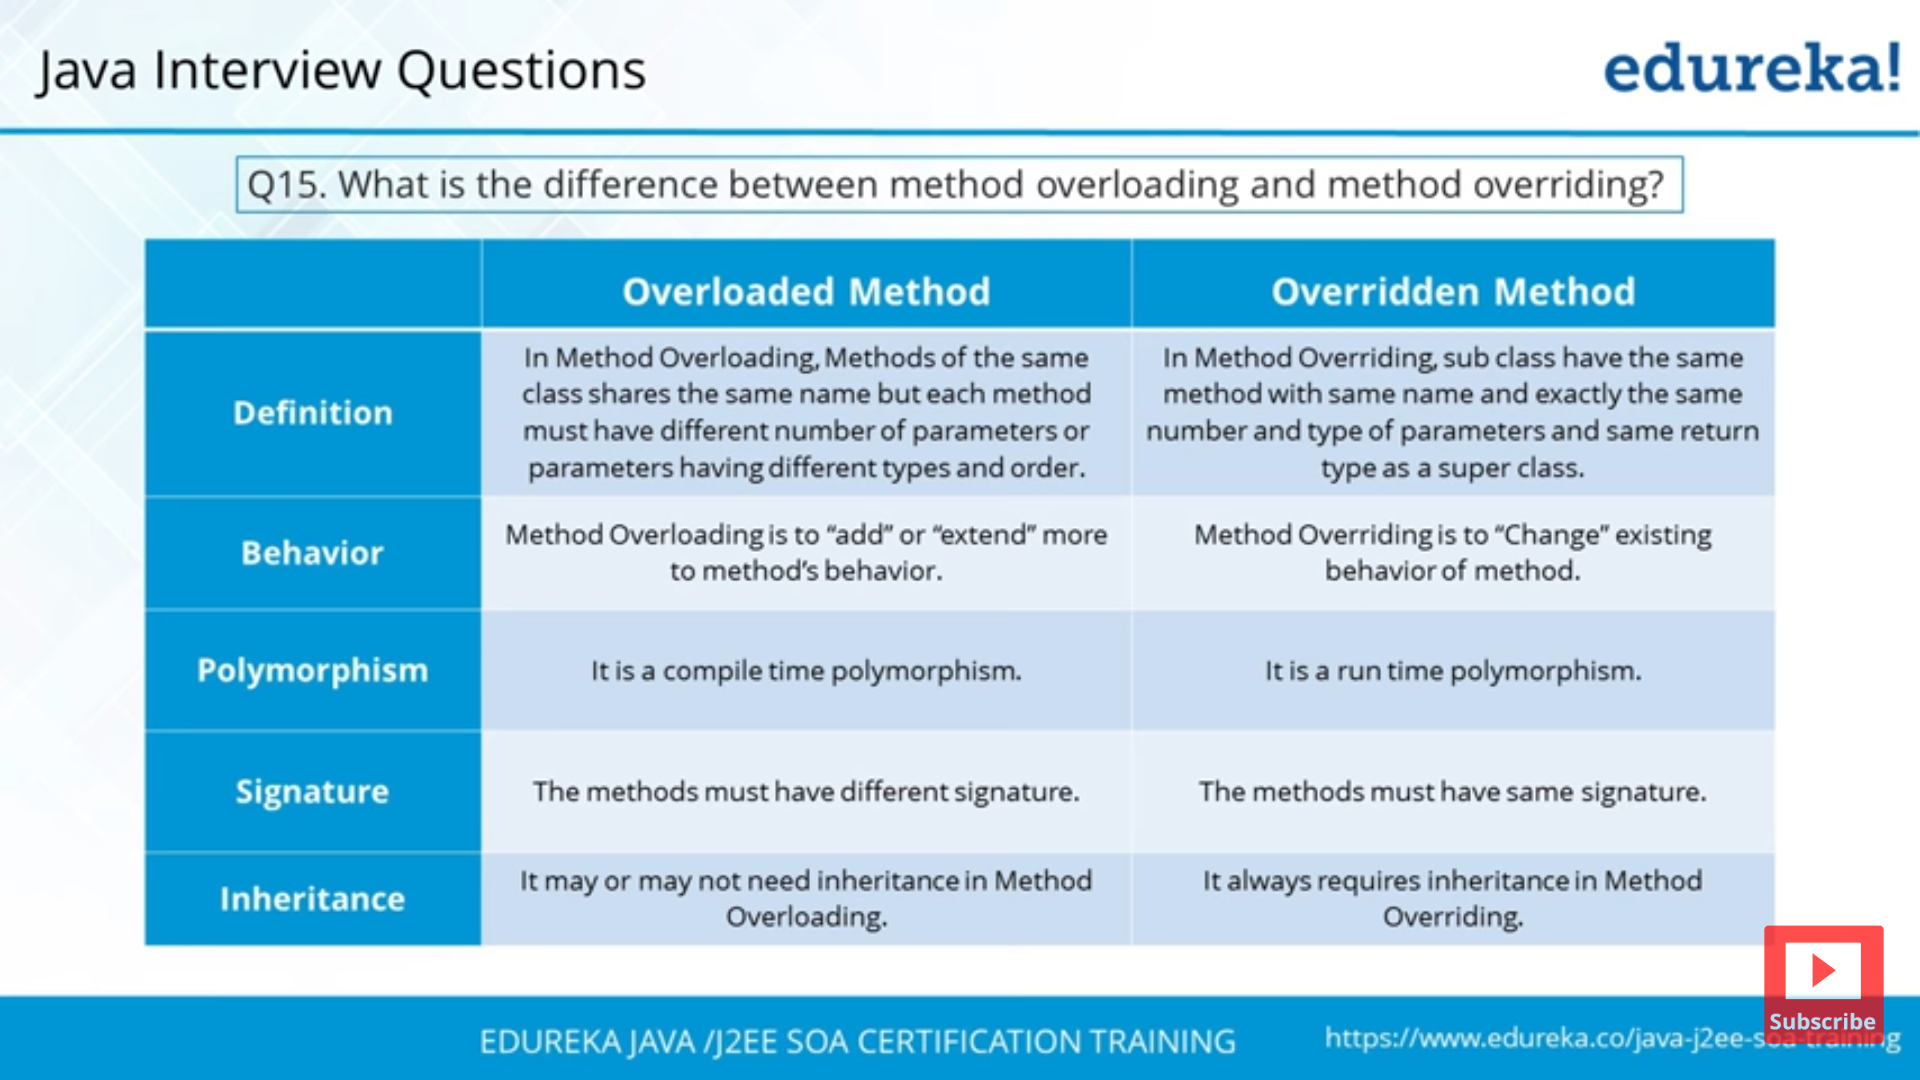 Java Interview Questions
edureka!
Q15. What is the difference between method overloading and method overriding?
Overloaded Method
Overridden Method
Definition
In Method Overloading, Methods of the same
class shares the same name but each method
must have different number of parameters or
parameters having different types and order.
In Method Overriding, sub class have the same
method with same name and exactly the same
number and type of parameters and same return
type as a super class.
Behavior
Method Overloading is to “add” or “extend” more
to method’s behavior.
Method Overriding is to “Change” existing
behavior of method.
Polymorphism
It is a compile time polymorphism.
It is a run time polymorphism.
Signature
The methods must have different signature.
The methods must have same signature.
Inheritance
It may or may not need inheritance in Method
Overloading.
It always requires inheritance in Method
Overriding.
Subscribe
EDUREKA JAVA /J2EE SOA CERTIFICATION TRAINING
https://www.edureka.co/java-j2ee-soa-training